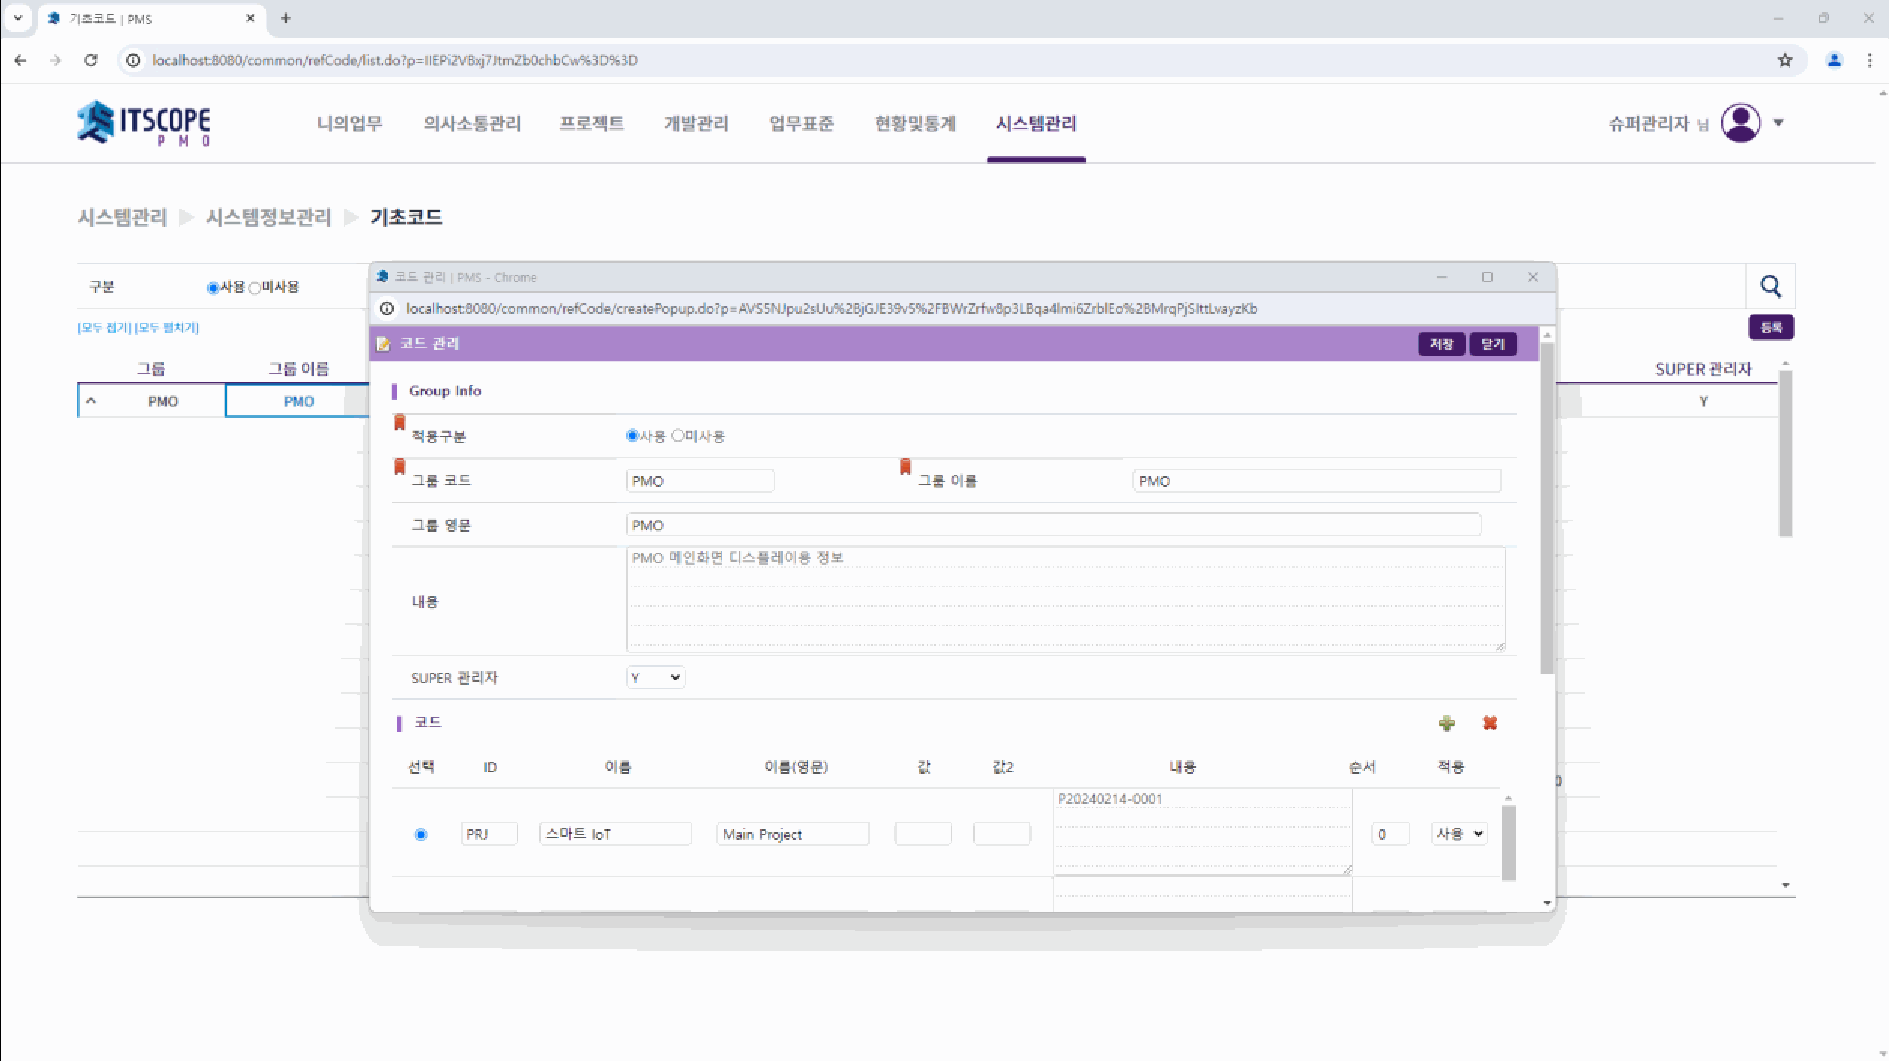 기초코드 | PMS
localhost:8080/common/refCode/list.do?p=IIEPi2VBxj7JtmZb0chbCw%3D%3D
ITSCOPE
PMO
니의업무 의사소통관리 프로젝트 개발관리 업무표준 현황및통계 시스템관리
슈퍼관리자 님
시스템관리 시스템정보관리 기초코드
구분 사용 미사용
[모두 접기] [모두 펼치기]
등록
그룹 그룹 이름 SUPER 관리자
PMO PMO Y
코드 관리 | PMS - Chrome
localhost:8080/common/refCode/createPopup.do?p=AVS5NJpu2sUu%2BjGJE39v5%2FBWrZrfw8p3LBqa4lmi6ZrblEo%2BMrqPjSIttLvayzKb
코드 관리 저장 닫기
Group Info
적용구분 사용 미사용
그룹 코드 PMO 그룹 이름 PMO
그룹 영문 PMO
내용 PMO 메인화면 디스플레이용 정보
SUPER 관리자 Y
코드
선택 ID 이름 이름(영문) 값 값2 내용 순서 적용
PRJ 스마트 IoT Main Project P20240214-0001 0 사용